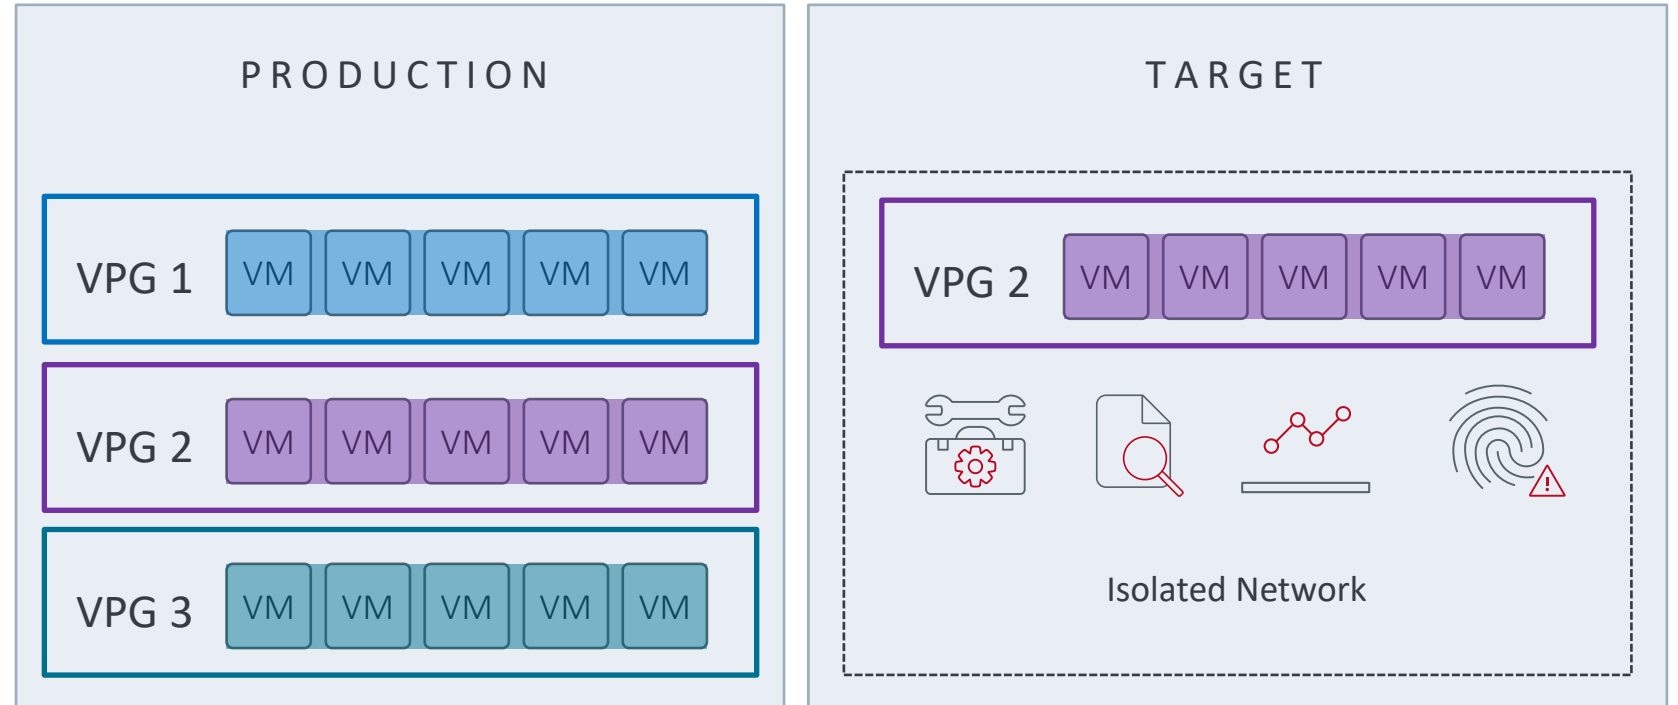 PRODUCTION
VPG 1 VM VM VM VM VM
VPG 2 VM VM VM VM VM
VPG 3 VM VM VM VM VM
TARGET
VPG 2 VM VM VM VM VM
Isolated Network